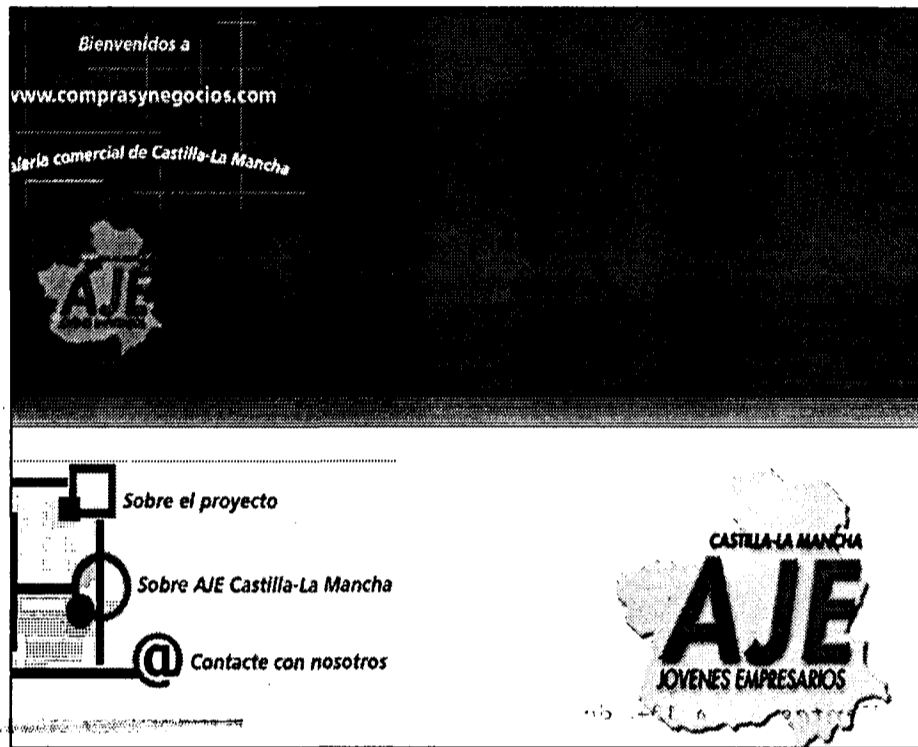 Bienvenidos a
www.comprasynegocios.com
alería comercial de Castilla-La Mancha
AJE
Sobre el proyecto
Sobre AJE Castilla-La Mancha
@ Contacte con nosotros
CASTILLA-LA MANCHA
AJE
JOVENES EMPRESARIOS